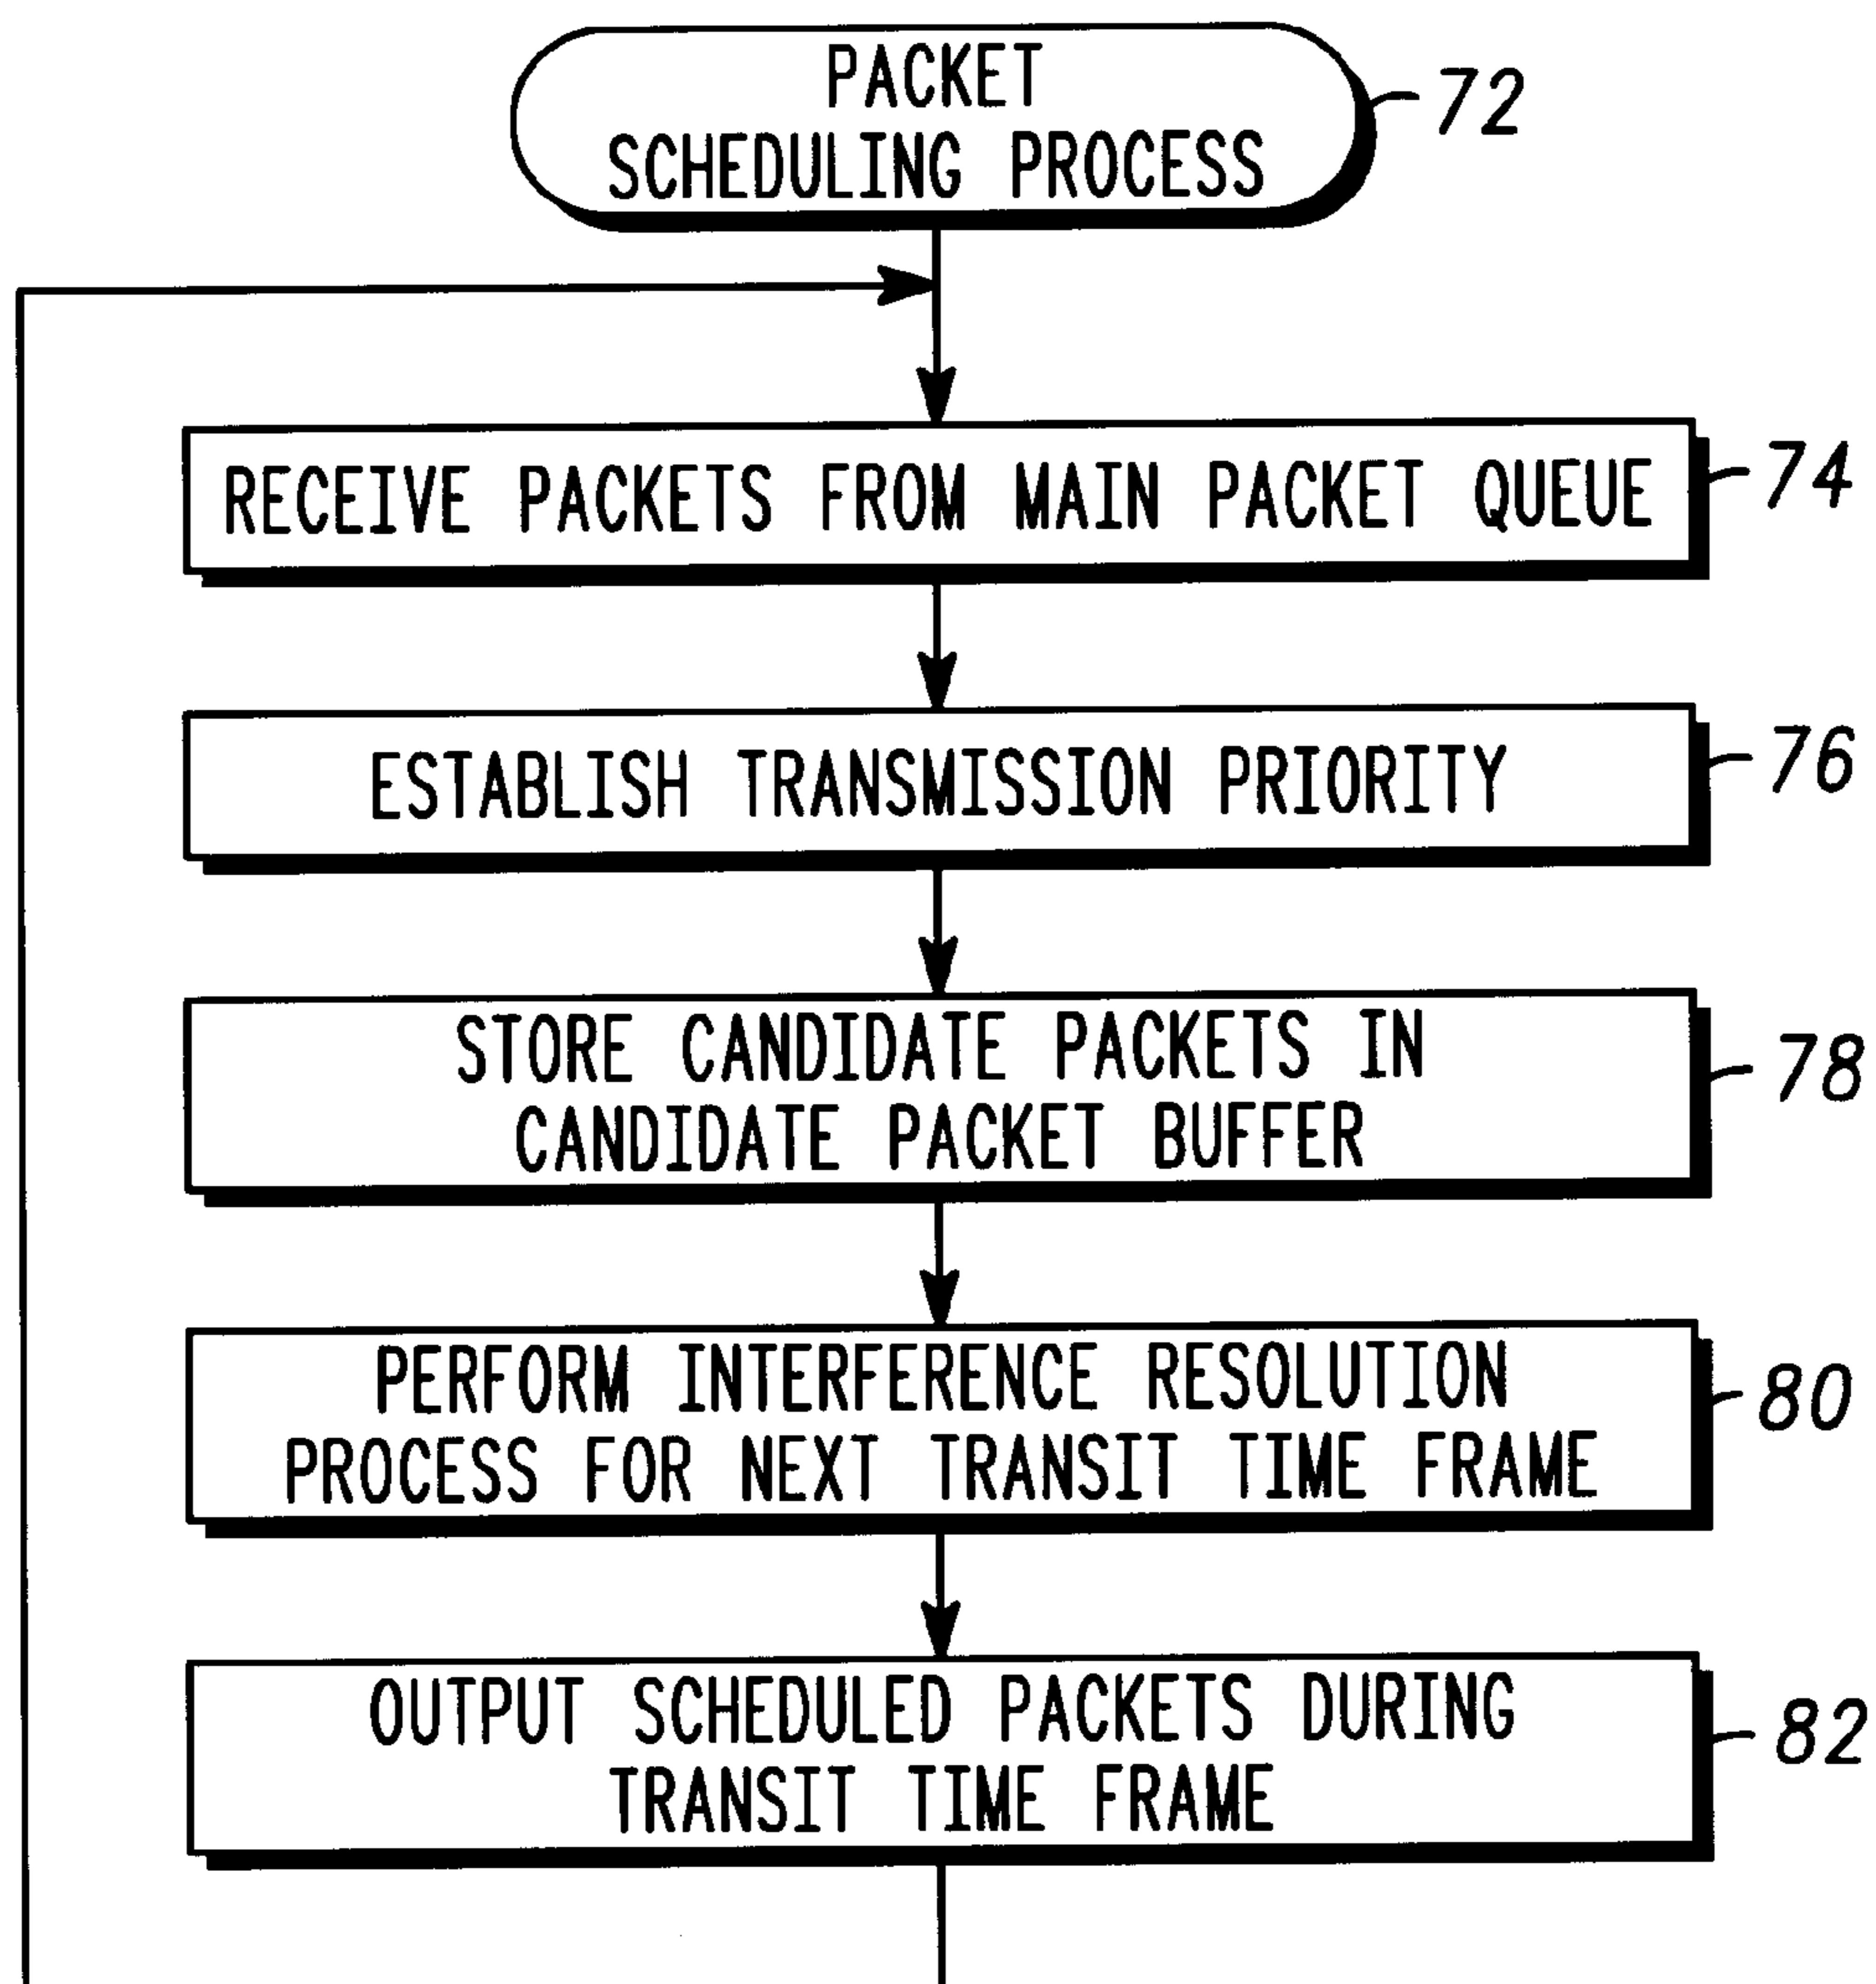 PACKET
SCHEDULING PROCESS
72
RECEIVE PACKETS FROM MAIN PACKET QUEUE
74
ESTABLISH TRANSMISSION PRIORITY
76
STORE CANDIDATE PACKETS IN
CANDIDATE PACKET BUFFER
78
PERFORM INTERFERENCE RESOLUTION
PROCESS FOR NEXT TRANSIT TIME FRAME
80
OUTPUT SCHEDULED PACKETS DURING
TRANSIT TIME FRAME
82